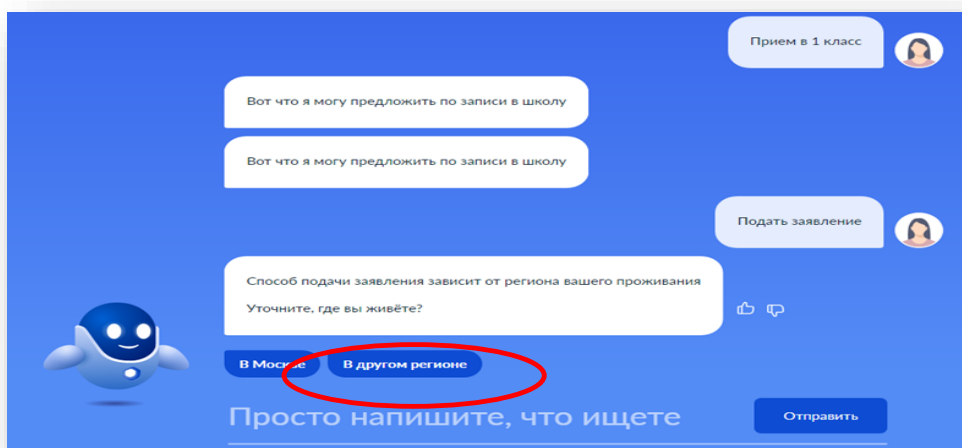 Прием в 1 класс
Вот что я могу предложить по записи в школу
Вот что я могу предложить по записи в школу
Подать заявление
Способ подачи заявления зависит от региона вашего проживания
Уточните, где вы живёте?
В Москве В другом регионе
Просто напишите, что ищете Отправить